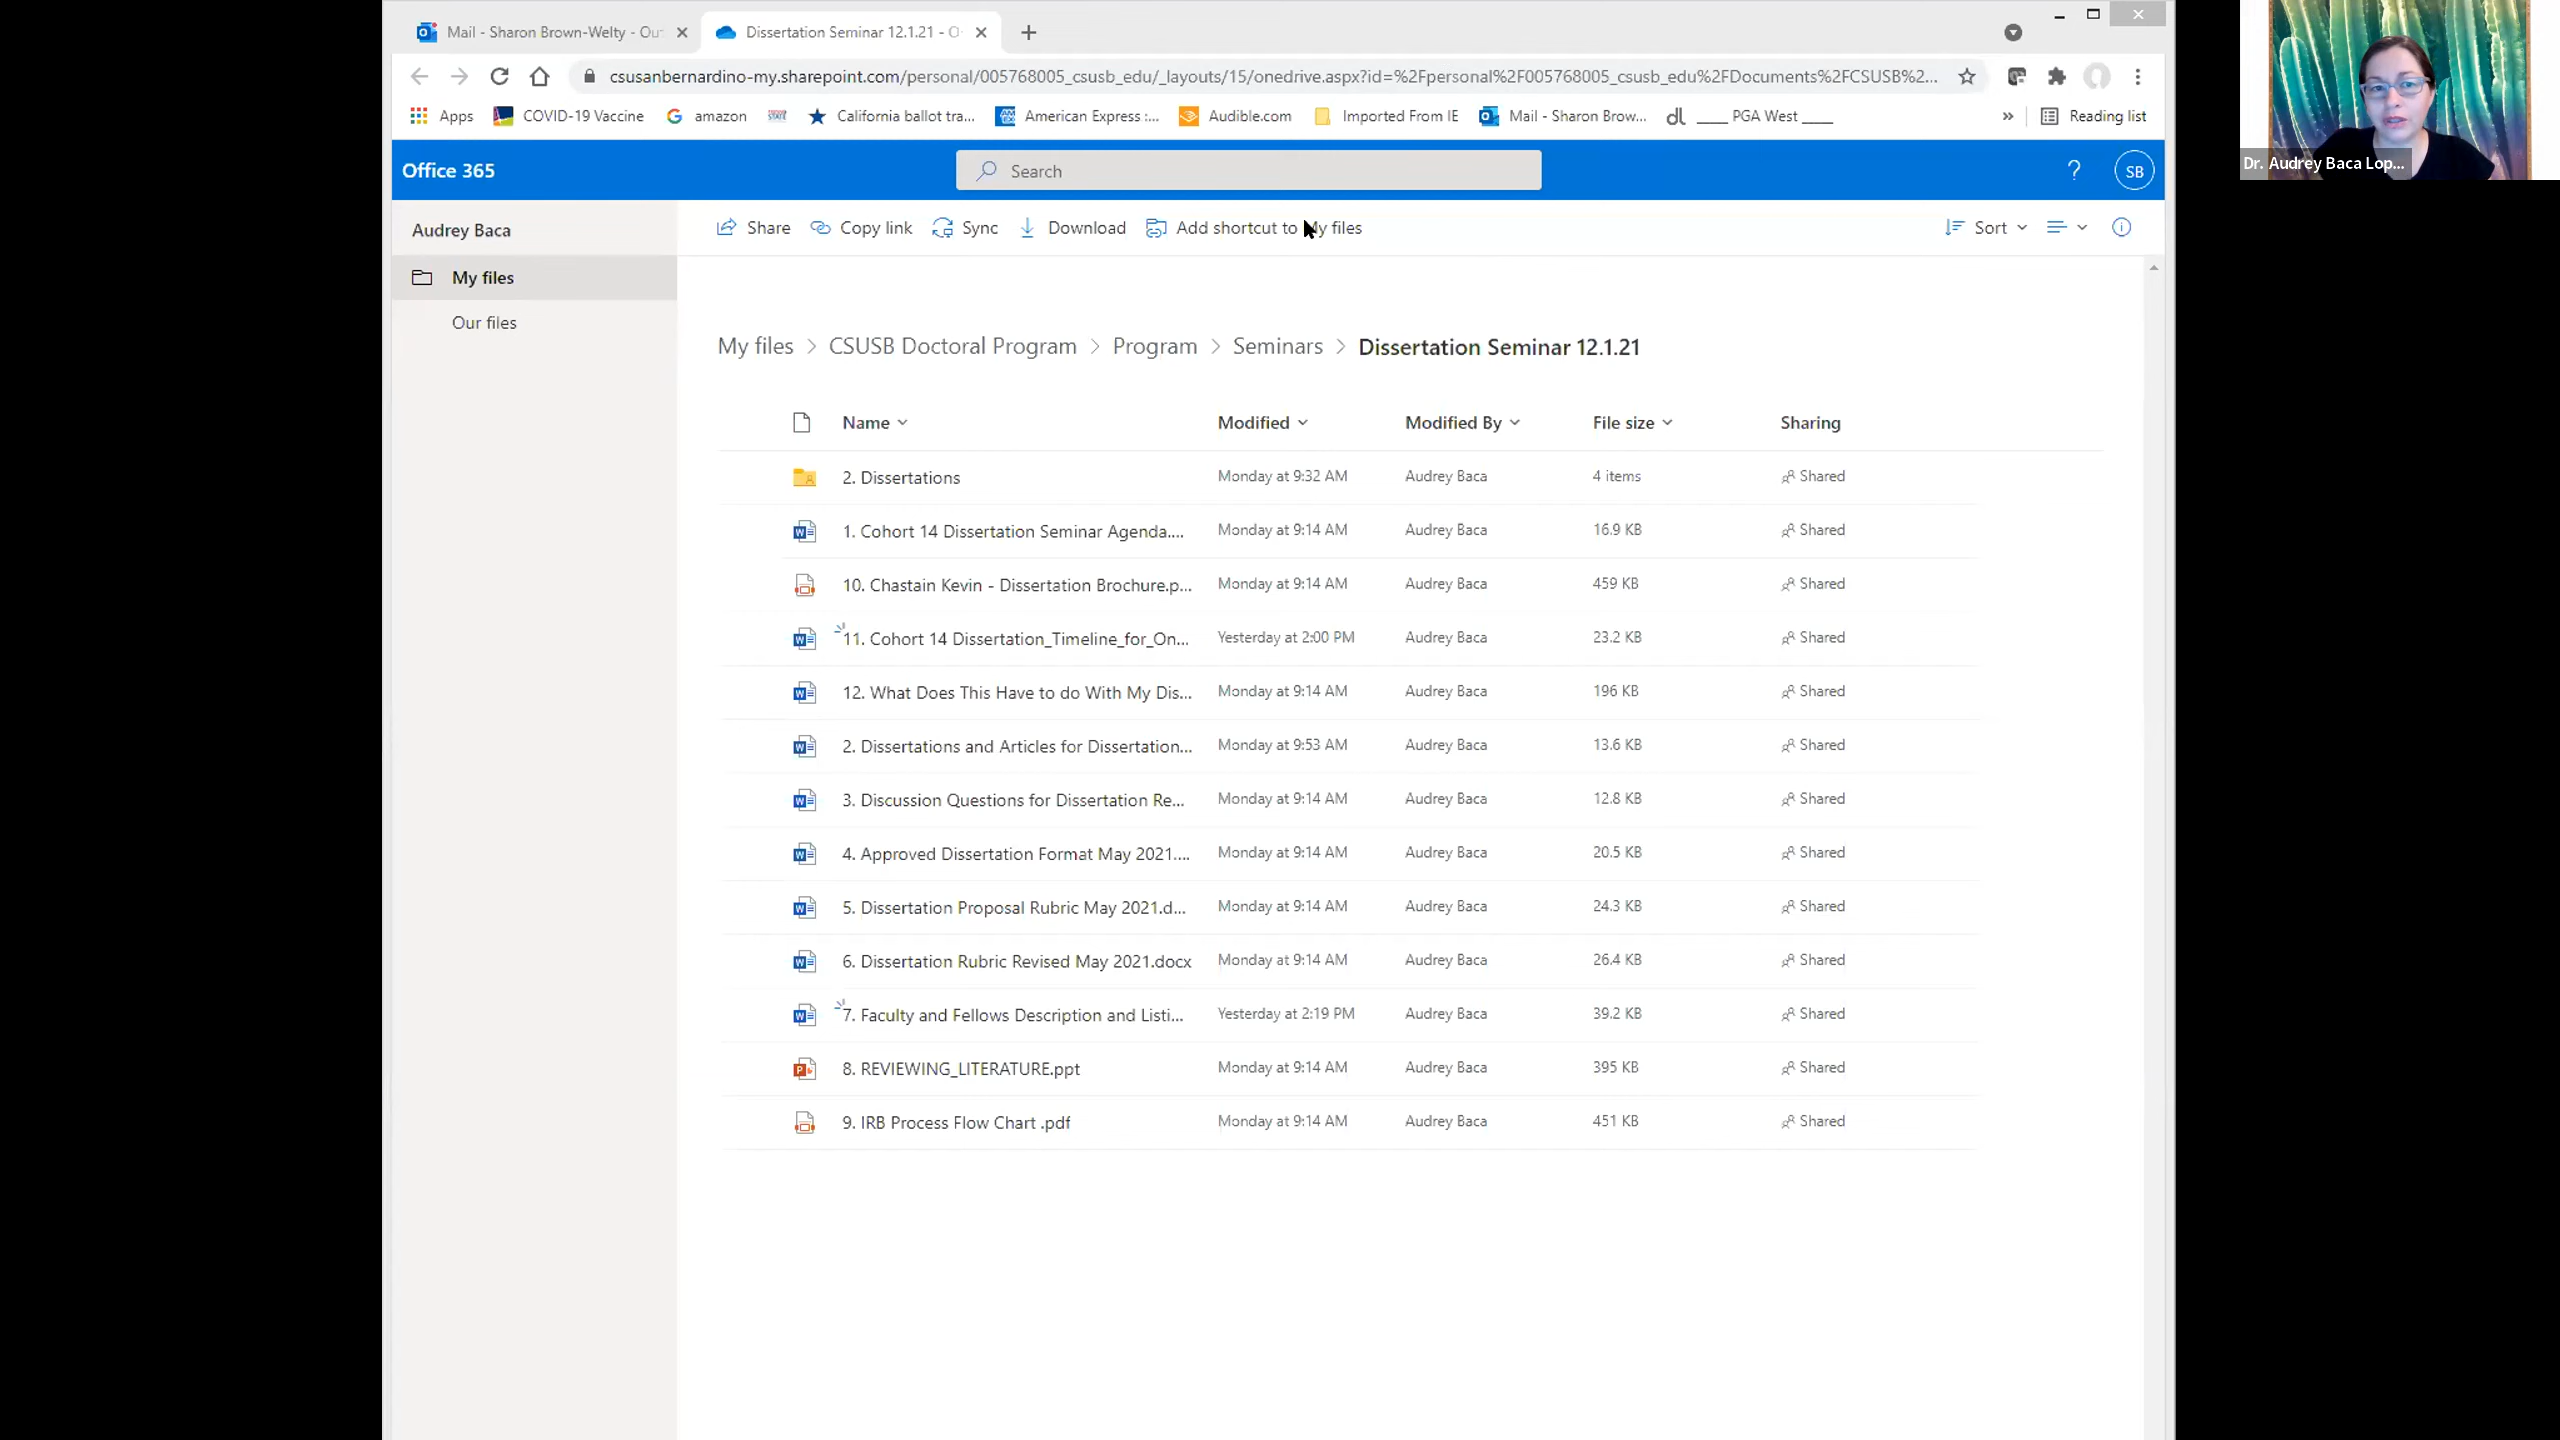 Mail - Sharon Brown-Welty - Ou
Dissertation Seminar 12.1.21 - O
csusanbernardino-my.sharepoint.com/personal/005768005_csusb_edu/_layouts/15/onedrive.aspx?id=%2Fpersonal%2F005768005_csusb_edu%2FDocuments%2FCSUSB%2...
Apps COVID-19 Vaccine amazon California ballot tra... American Express :... Audible.com Imported From IE Mail - Sharon Brow... dl ____ PGA West ____ » Reading list
Dr. Audrey Baca Lop...
Office 365 Search ? SB
Audrey Baca
Share Copy link Sync Download Add shortcut to My files Sort
My files
Our files
My files > CSUSB Doctoral Program > Program > Seminars > Dissertation Seminar 12.1.21
Name Modified Modified By File size Sharing
2. Dissertations Monday at 9:32 AM Audrey Baca 4 items Shared
1. Cohort 14 Dissertation Seminar Agenda.... Monday at 9:14 AM Audrey Baca 16.9 KB Shared
10. Chastain Kevin - Dissertation Brochure.p... Monday at 9:14 AM Audrey Baca 459 KB Shared
11. Cohort 14 Dissertation_Timeline_for_On... Yesterday at 2:00 PM Audrey Baca 23.2 KB Shared
12. What Does This Have to do With My Dis... Monday at 9:14 AM Audrey Baca 196 KB Shared
2. Dissertations and Articles for Dissertation... Monday at 9:53 AM Audrey Baca 13.6 KB Shared
3. Discussion Questions for Dissertation Re... Monday at 9:14 AM Audrey Baca 12.8 KB Shared
4. Approved Dissertation Format May 2021.... Monday at 9:14 AM Audrey Baca 20.5 KB Shared
5. Dissertation Proposal Rubric May 2021.d... Monday at 9:14 AM Audrey Baca 24.3 KB Shared
6. Dissertation Rubric Revised May 2021.docx Monday at 9:14 AM Audrey Baca 26.4 KB Shared
7. Faculty and Fellows Description and Listi... Yesterday at 2:19 PM Audrey Baca 39.2 KB Shared
8. REVIEWING_LITERATURE.ppt Monday at 9:14 AM Audrey Baca 395 KB Shared
9. IRB Process Flow Chart .pdf Monday at 9:14 AM Audrey Baca 451 KB Shared